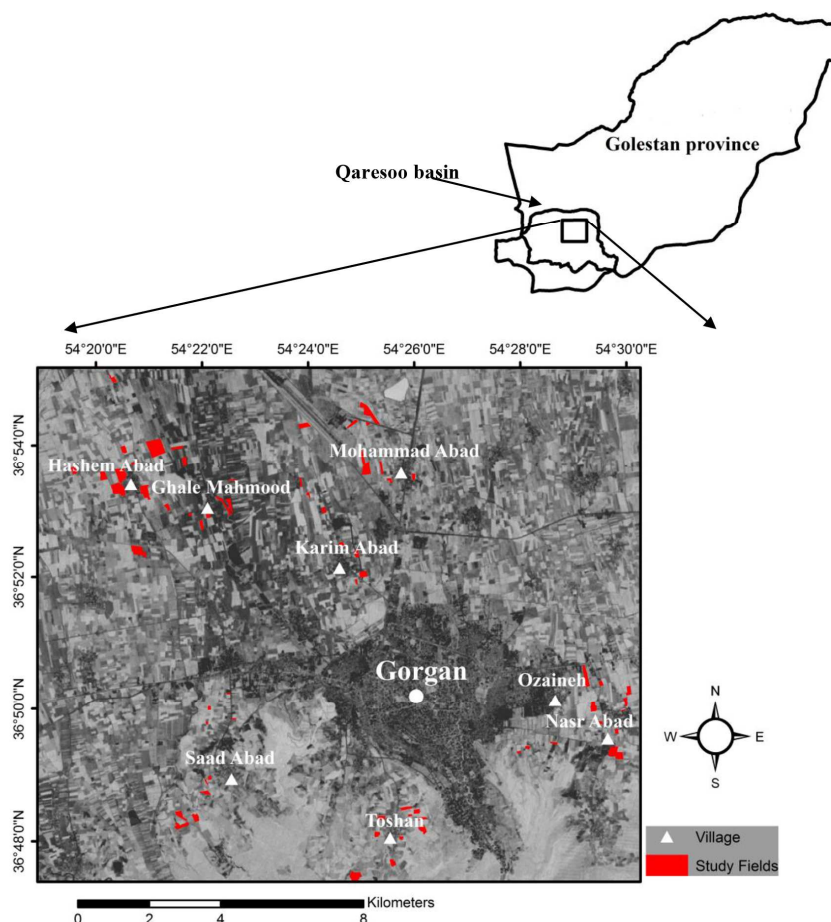 Golestan province
Qaresoo basin
54°20'0"E 54°22'0"E 54°24'0"E 54°26'0"E 54°28'0"E 54°30'0"E
36°54'0"N
Mohammad Abad
Hashem Abad
Ghale Mahmood
Karim Abad
36°52'0"N
Gorgan
Ozaineh
36°50'0"N
Nasr Abad
Saad Abad
Toshan
36°48'0"N
N
W E
S
Village
Study Fields
Kilometers
0 2 4 8